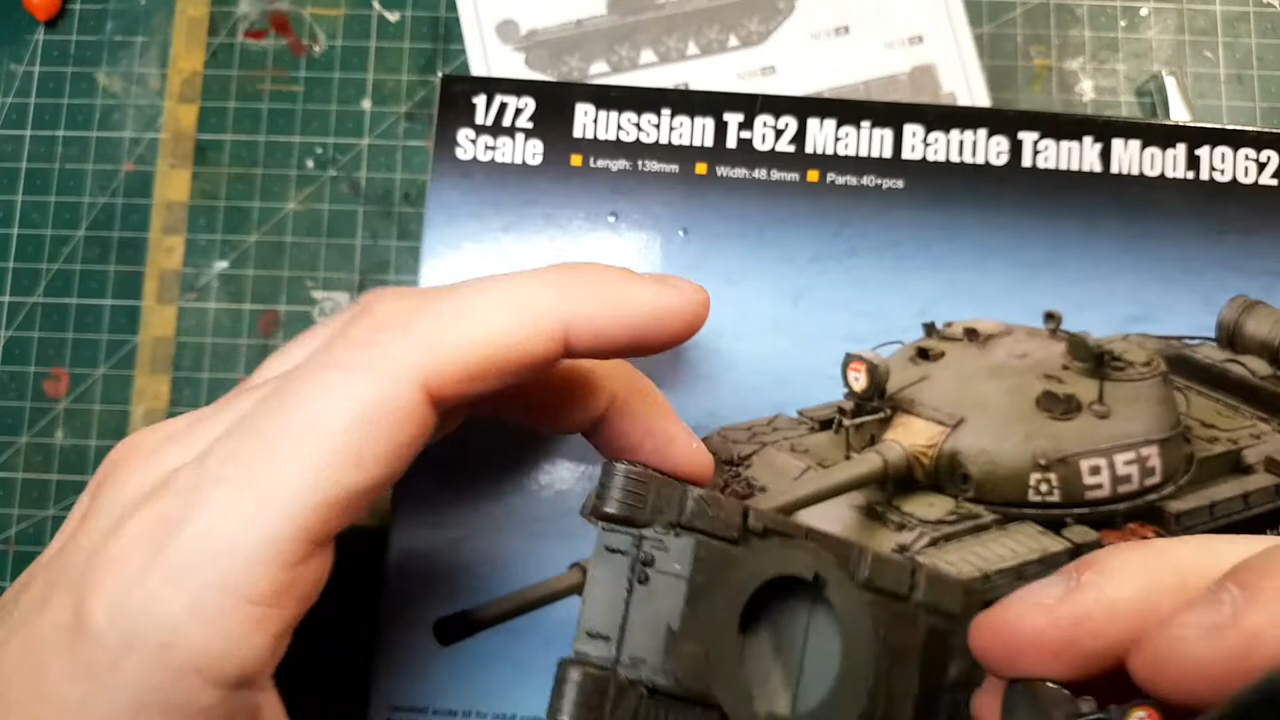 1/72
Scale
Russian T-62 Main Battle Tank Mod.1962
Length: 139mm Width:48.9mm Parts:40+pcs
953